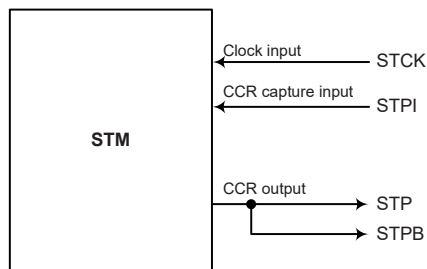 Clock input
STCK
CCR capture input
STPI
STM
CCR output
STP
STPB